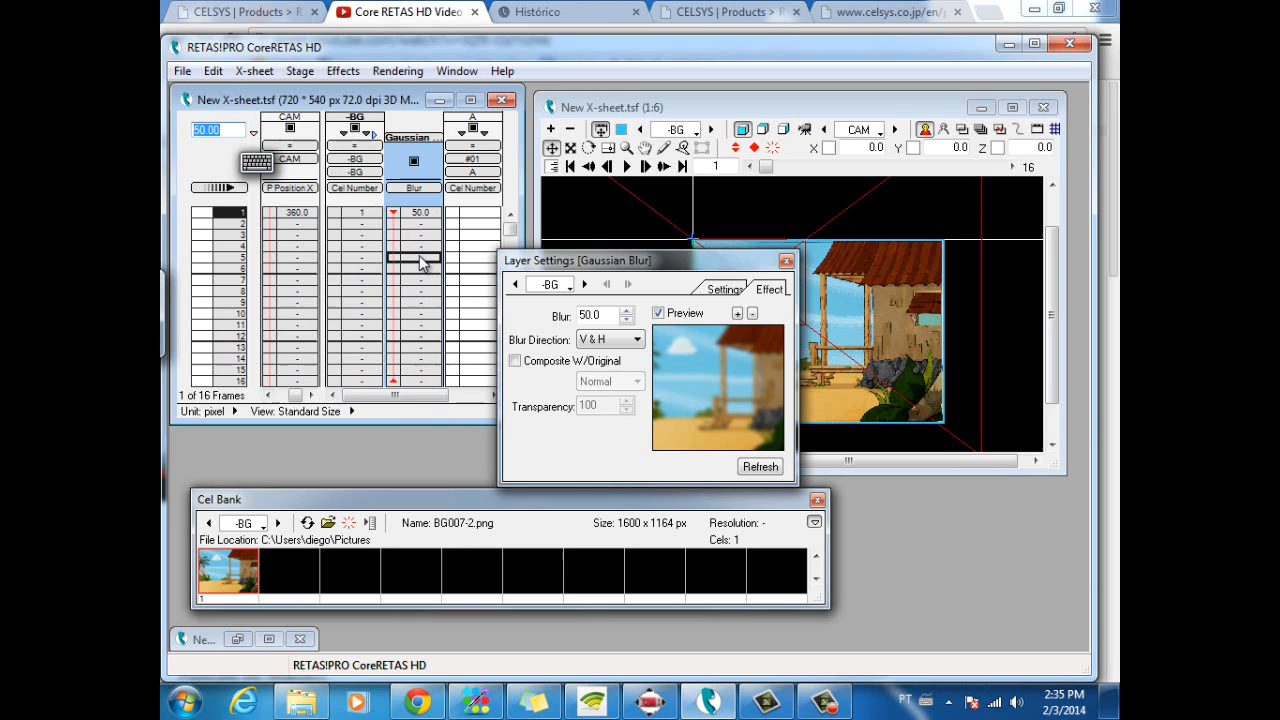 CELSYS | Products > R
Core RETAS HD Video
Histórico
CELSYS | Products > R
www.celsys.co.jp/en/
RETAS!PRO CoreRETAS HD
File Edit X-sheet Stage Effects Rendering Window Help
New X-sheet.tsf (720 * 540 px 72.0 dpi 3D M...
CAM -BG A
50.00
Gaussian ...
= = =
CAM -BG #01
-BG A
P Position X Cel Number Blur Cel Number
1 360.0 1 50.0
2 - - -
3 - - -
4 - - -
5 - - -
6 - - -
7 - - -
8 - - -
9 - - -
10 - - -
11 - - -
12 - - -
13 - - -
14 - - -
15 - - -
16 - - -
1 of 16 Frames
Unit: pixel View: Standard Size
New X-sheet.tsf (1:6)
-BG CAM
X 0.0 Y 0.0 Z 0.0
1 16
Layer Settings [Gaussian Blur]
-BG Settings Effect
Blur: 50.0 Preview + -
Blur Direction: V & H
Composite W/Original
Normal
Transparency: 100
Refresh
Cel Bank
-BG Name: BG007-2.png Size: 1600 x 1164 px Resolution: -
File Location: C:\Users\diego\Pictures Cels: 1
1
Ne...
RETAS!PRO CoreRETAS HD
PT
2:35 PM
2/3/2014